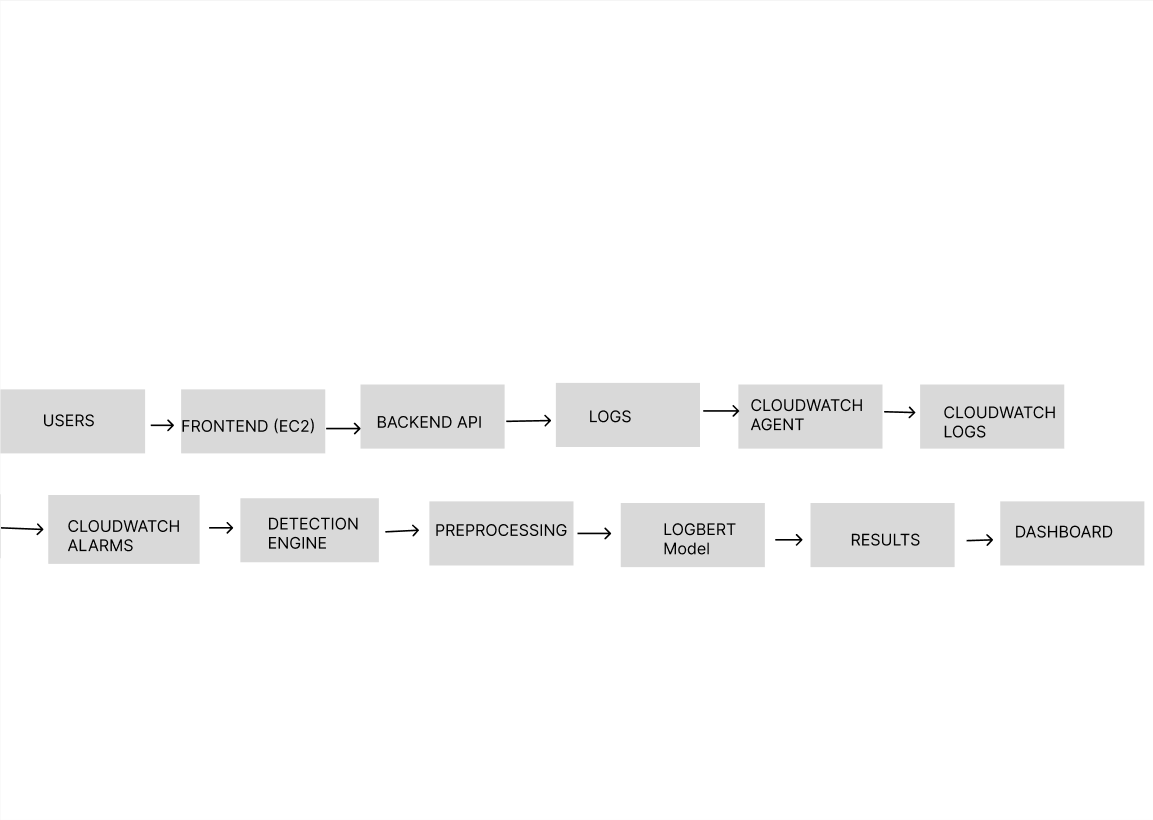 USERS
FRONTEND (EC2)
BACKEND API
LOGS
CLOUDWATCH
AGENT
CLOUDWATCH
LOGS
CLOUDWATCH
ALARMS
DETECTION
ENGINE
PREPROCESSING
LOGBERT
Model
RESULTS
DASHBOARD